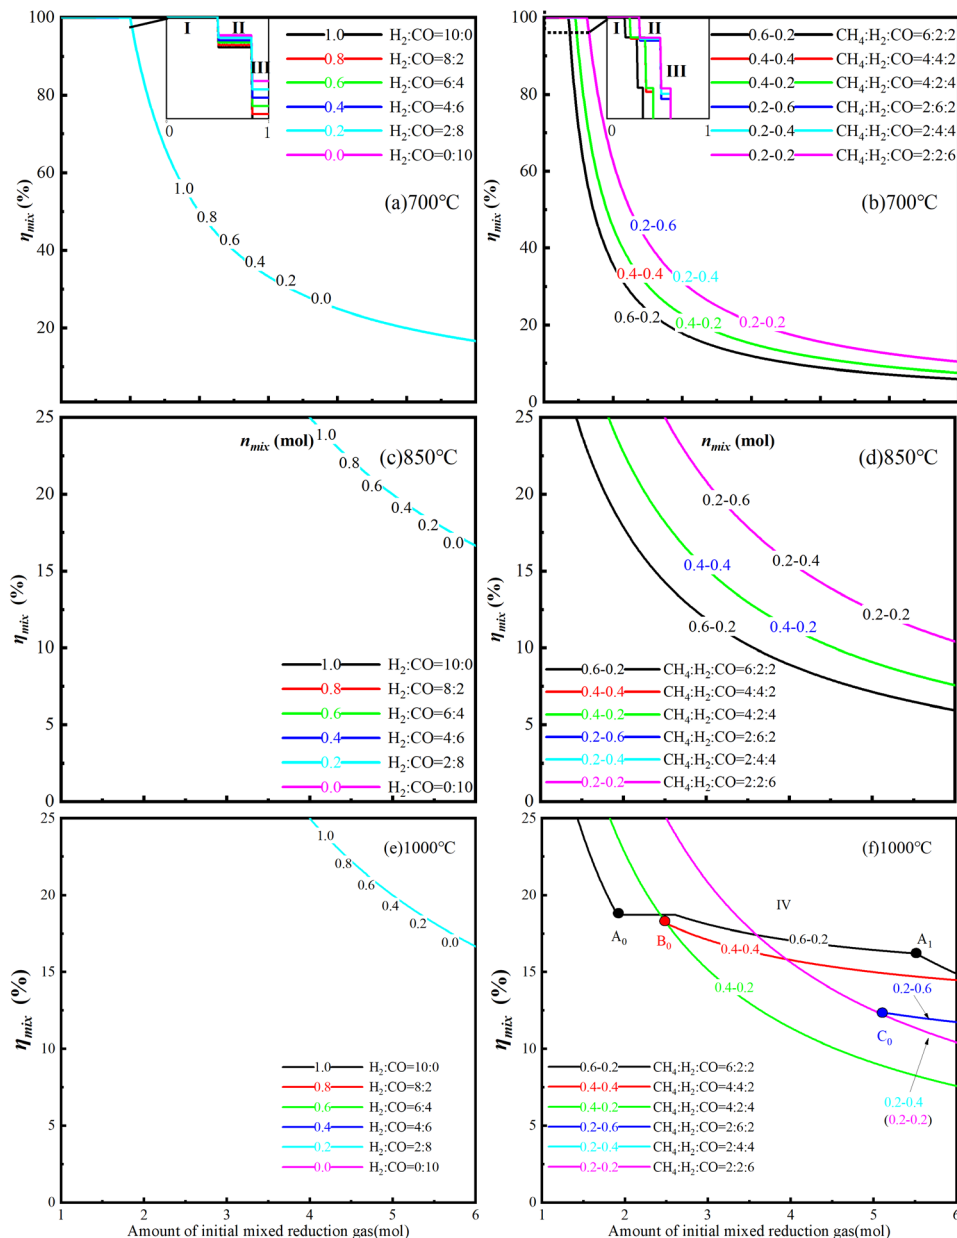 100
80
60
40
20
η_mix (%)
I
II
III
0
1
1.0 H₂:CO=10:0
0.8 H₂:CO=8:2
0.6 H₂:CO=6:4
0.4 H₂:CO=4:6
0.2 H₂:CO=2:8
0.0 H₂:CO=0:10
(a)700°C
1.0
0.8
0.6
0.4
0.2
0.0
100
80
60
40
20
0
η_mix (%)
I
II
III
0
1
0.6-0.2 CH₄:H₂:CO=6:2:2
0.4-0.4 CH₄:H₂:CO=4:4:2
0.4-0.2 CH₄:H₂:CO=4:2:4
0.2-0.6 CH₄:H₂:CO=2:6:2
0.2-0.4 CH₄:H₂:CO=2:4:4
0.2-0.2 CH₄:H₂:CO=2:2:6
(b)700°C
0.2-0.6
0.4-0.4
0.2-0.4
0.6-0.2
0.4-0.2
0.2-0.2
25
20
15
10
5
0
η_mix (%)
n_mix (mol)
(c)850°C
1.0
0.8
0.6
0.4
0.2
0.0
1.0 H₂:CO=10:0
0.8 H₂:CO=8:2
0.6 H₂:CO=6:4
0.4 H₂:CO=4:6
0.2 H₂:CO=2:8
0.0 H₂:CO=0:10
25
20
15
10
5
0
η_mix (%)
n_mix (mol)
(d)850°C
0.2-0.6
0.4-0.4
0.2-0.4
0.6-0.2
0.4-0.2
0.2-0.2
0.6-0.2 CH₄:H₂:CO=6:2:2
0.4-0.4 CH₄:H₂:CO=4:4:2
0.4-0.2 CH₄:H₂:CO=4:2:4
0.2-0.6 CH₄:H₂:CO=2:6:2
0.2-0.4 CH₄:H₂:CO=2:4:4
0.2-0.2 CH₄:H₂:CO=2:2:6
25
20
15
10
5
0
η_mix (%)
(e)1000°C
1.0
0.8
0.6
0.4
0.2
0.0
1.0 H₂:CO=10:0
0.8 H₂:CO=8:2
0.6 H₂:CO=6:4
0.4 H₂:CO=4:6
0.2 H₂:CO=2:8
0.0 H₂:CO=0:10
1 2 3 4 5 6
Amount of initial mixed reduction gas(mol)
25
20
15
10
5
0
η_mix (%)
(f)1000°C
IV
A₀
B₀
0.6-0.2
A₁
0.4-0.4
0.4-0.2
0.2-0.6
C₀
0.2-0.4
(0.2-0.2)
0.6-0.2 CH₄:H₂:CO=6:2:2
0.4-0.4 CH₄:H₂:CO=4:4:2
0.4-0.2 CH₄:H₂:CO=4:2:4
0.2-0.6 CH₄:H₂:CO=2:6:2
0.2-0.4 CH₄:H₂:CO=2:4:4
0.2-0.2 CH₄:H₂:CO=2:2:6
1 2 3 4 5 6
Amount of initial mixed reduction gas(mol)